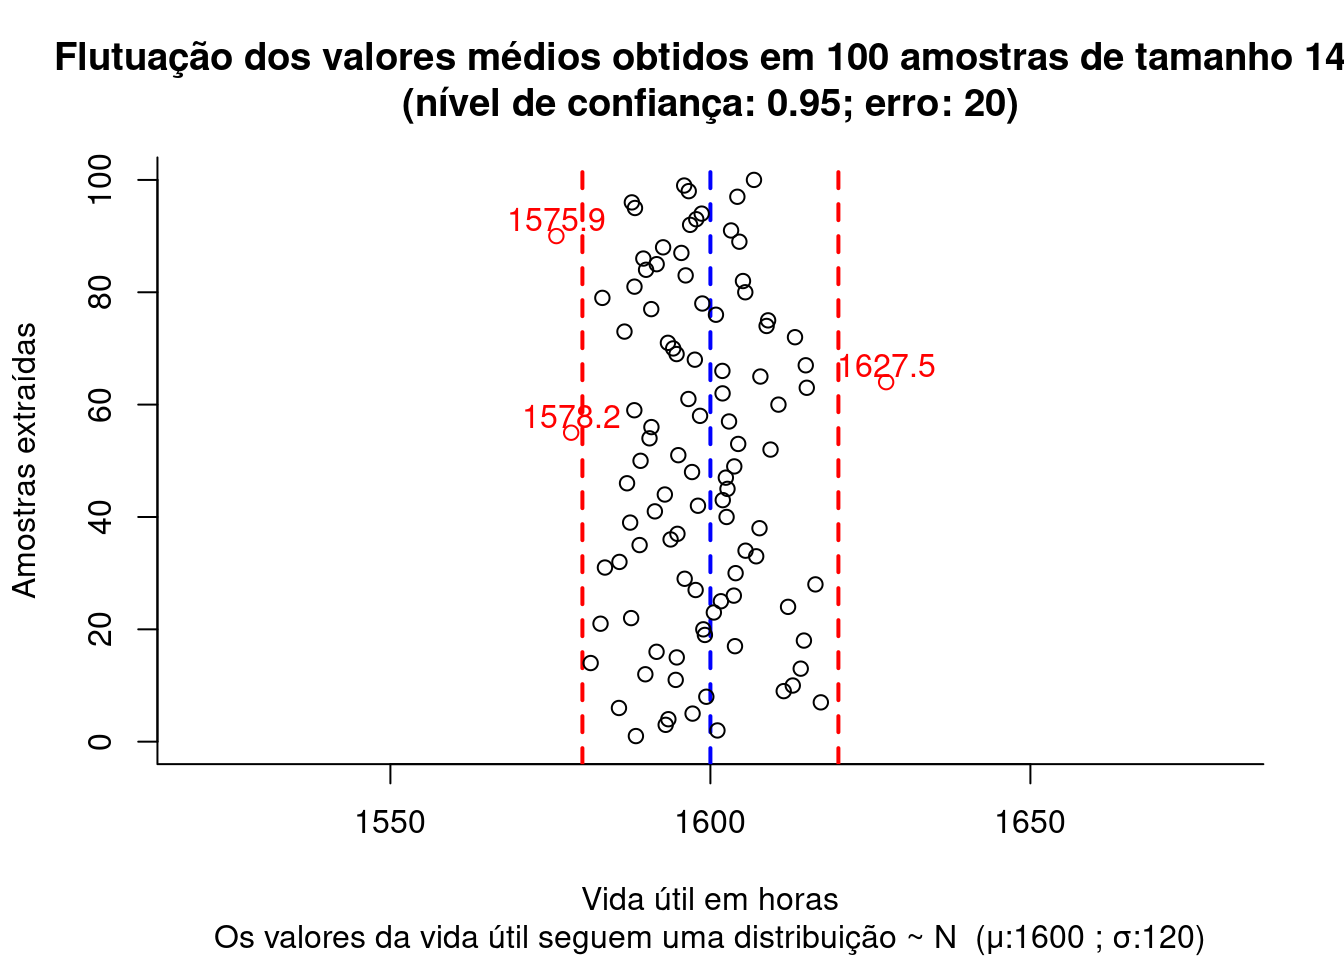 Flutuação dos valores médios obtidos em 100 amostras de tamanho 14
(nível de confiança: 0.95; erro: 20)
Amostras extraídas
100
80
60
40
20
0
1575.9
1627.5
1578.2
1550
1600
1650
Vida útil em horas
Os valores da vida útil seguem uma distribuição ~ N (μ:1600 ; σ:120)